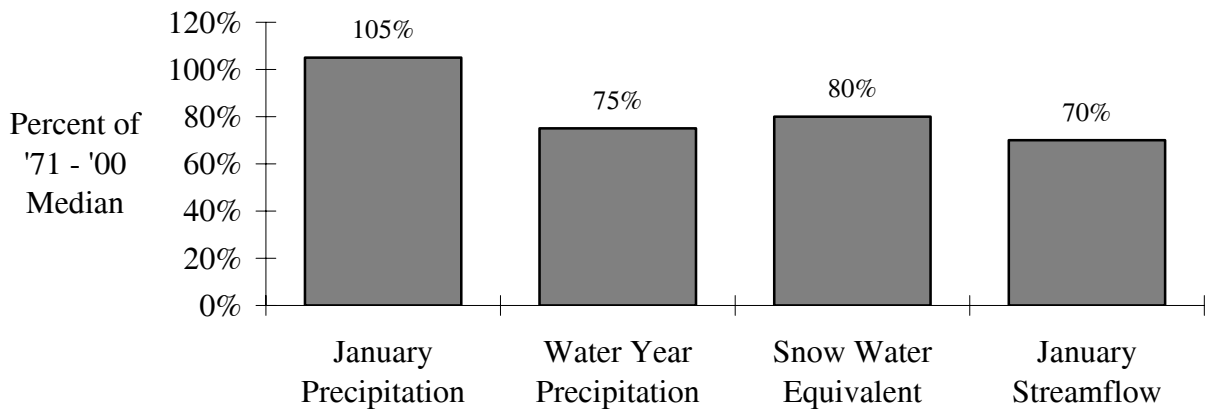 120%
100%
80%
60%
40%
20%
0%
Percent of
'71 - '00
Median
105%
75%
80%
70%
January
Precipitation
Water Year
Precipitation
Snow Water
Equivalent
January
Streamflow